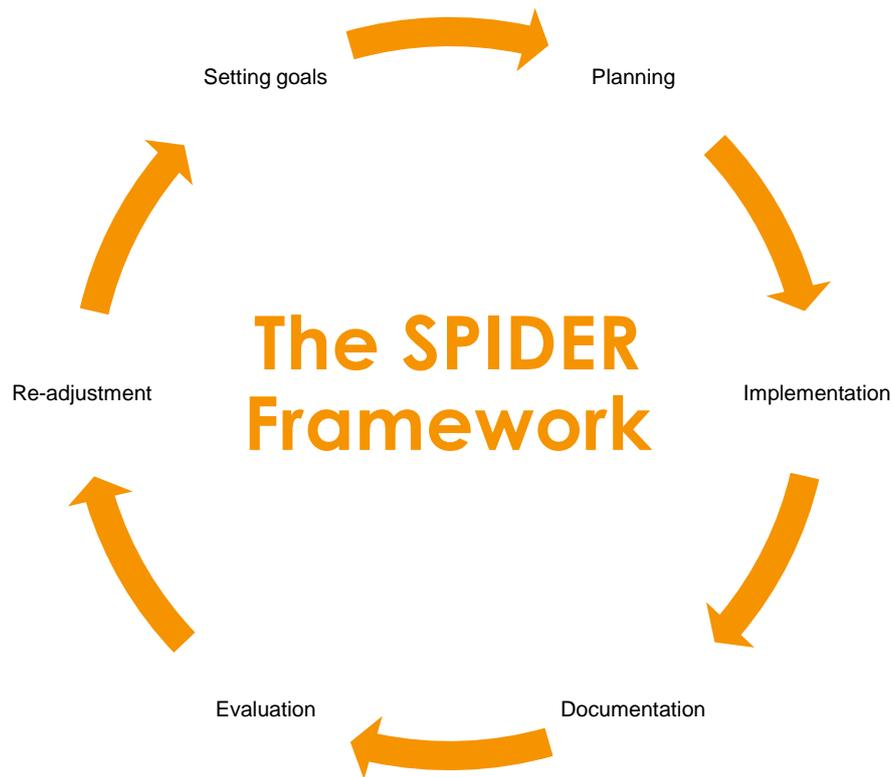 Setting goals
Planning
The SPIDER
Framework
Re-adjustment
Implementation
Evaluation
Documentation